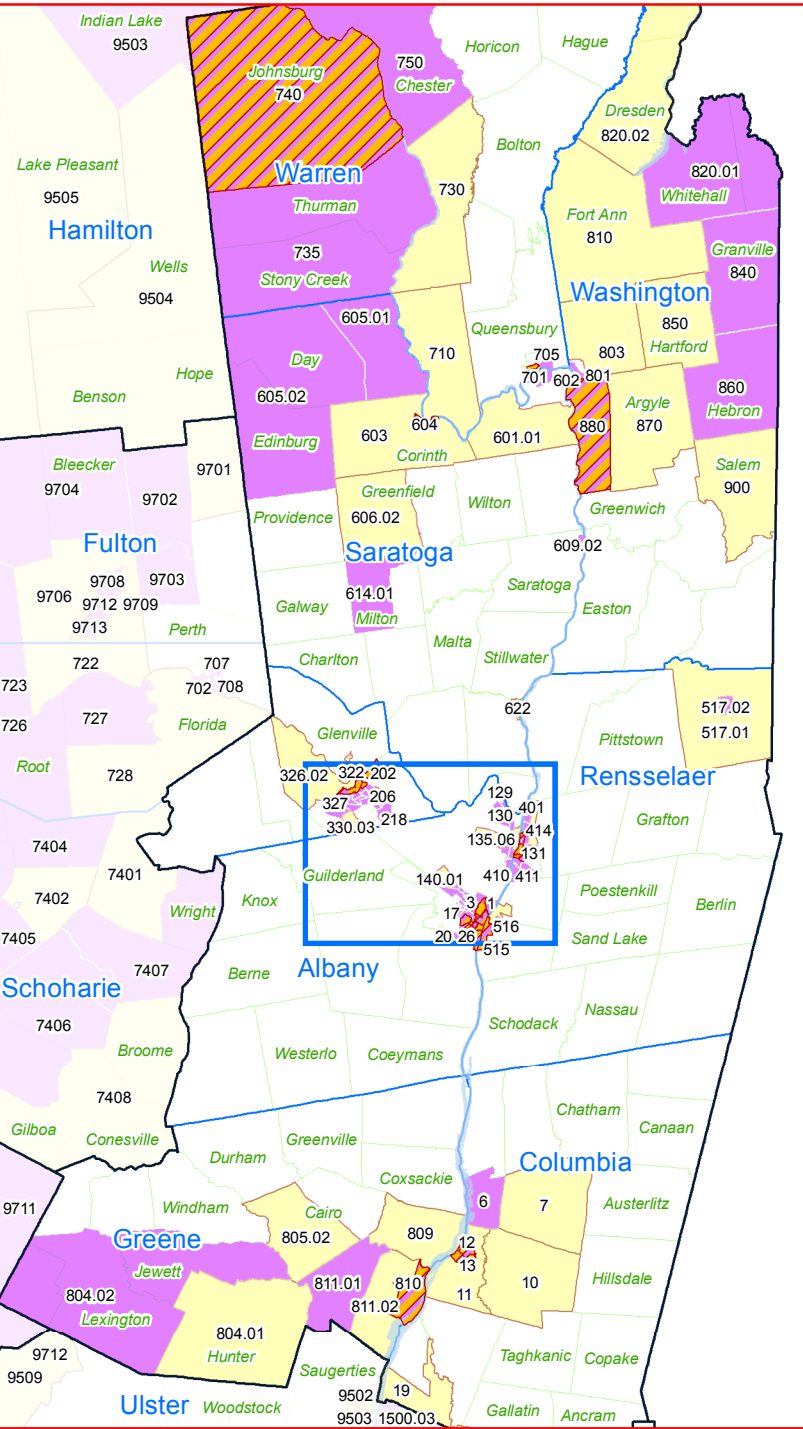 Indian Lake
9503
750
Chester
Horicon
Hague
Johnsburg
740
Dresden
820.02
Bolton
Lake Pleasant
9505
Warren
Thurman
730
820.01
Whitehall
Hamilton
Fort Ann
810
Granville
840
735
Stony Creek
Wells
9504
Washington
605.01
Queensbury
850
Hartford
Day
710
705
803
Hope
701
602
801
Benson
605.02
860
Hebron
Argyle
870
604
880
Edinburg
603
601.01
Corinth
Bleecker
9704
9701
Salem
900
9702
Greenfield
606.02
Wilton
Providence
Greenwich
Fulton
Saratoga
609.02
9708
9703
9706
9712
9709
9713
614.01
Milton
Saratoga
Galway
Easton
Perth
Malta
Charlton
Stillwater
722
707
723
702
708
622
517.02
517.01
726
727
Florida
Glenville
Pittstown
Root
728
326.02
322
202
Rensselaer
206
129
327
130
401
218
330.03
414
Grafton
135.06
131
7404
7401
Guilderland
140.01
410
411
Poestenkill
7402
Knox
3
1
Berlin
Wright
17
516
7405
20
26
515
Sand Lake
7407
Albany
Berne
Schoharie
Nassau
7406
Schodack
Broome
Westerlo
Coeymans
7408
Chatham
Canaan
Gilboa
Conesville
Greenville
Durham
Columbia
Coxsackie
6
7
Austerlitz
9711
Windham
Cairo
Greene
805.02
809
12
13
Jewett
Hillsdale
804.02
811.01
810
10
11
Lexington
811.02
804.01
Hunter
9712
Saugerties
Taghkanic
Copake
9509
9502
19
Ulster
Woodstock
9503
1500.03
Gallatin
Ancram